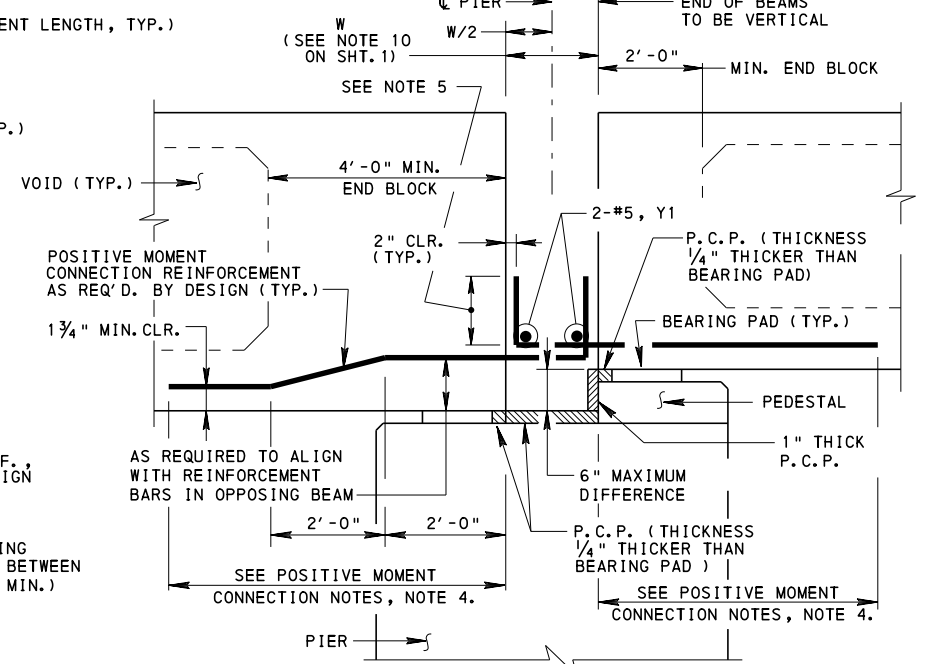 ℄ PIER
END OF BEAMS
TO BE VERTICAL
ENT LENGTH, TYP.)
W
(SEE NOTE 10
ON SHT.1)
W/2
2'-0"
MIN. END BLOCK
SEE NOTE 5
P.)
4'-0" MIN.
END BLOCK
VOID (TYP.)
2-#5, Y1
2" CLR.
(TYP.)
P.C.P. (THICKNESS
1/4" THICKER THAN
BEARING PAD)
POSITIVE MOMENT
CONNECTION REINFORCEMENT
AS REQ'D. BY DESIGN (TYP.)
1 3/4" MIN.CLR.
BEARING PAD (TYP.)
PEDESTAL
1" THICK
P.C.P.
F.,
IGN
AS REQUIRED TO ALIGN
WITH REINFORCEMENT
BARS IN OPPOSING BEAM
6" MAXIMUM
DIFFERENCE
2'-0"
2'-0"
P.C.P. (THICKNESS
1/4" THICKER THAN
BEARING PAD )
ING
BETWEEN
MIN.)
SEE POSITIVE MOMENT
CONNECTION NOTES, NOTE 4.
SEE POSITIVE MOMENT
CONNECTION NOTES, NOTE 4.
PIER